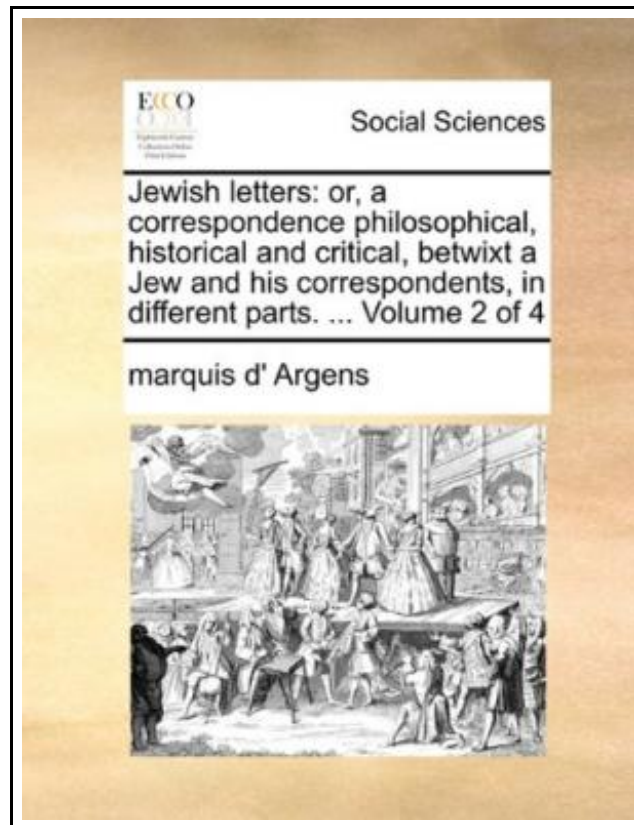 ECCO
Social Sciences
Jewish letters: or, a
correspondence philosophical,
historical and critical, betwixt a
Jew and his correspondents, in
different parts. ... Volume 2 of 4
marquis d' Argens